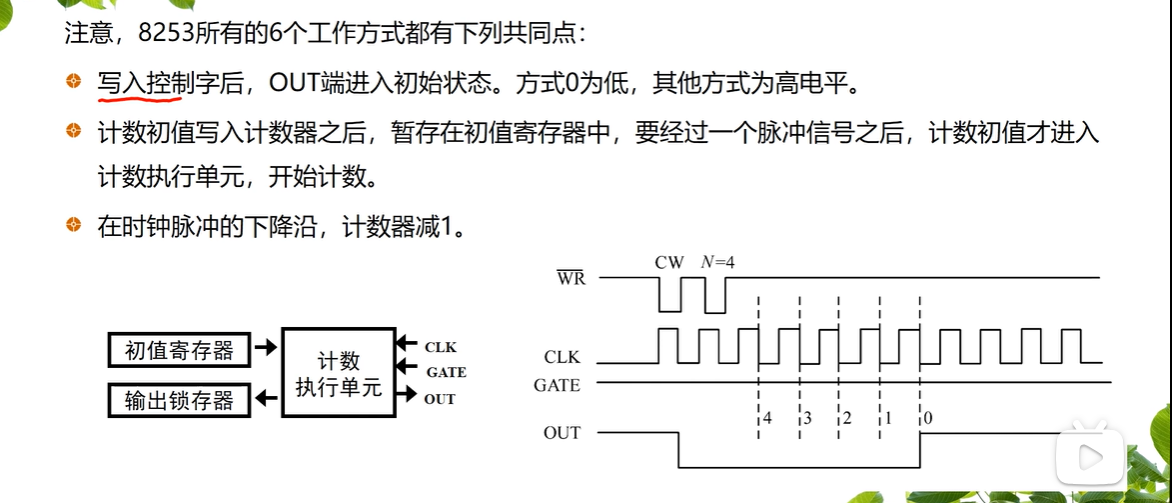 注意，8253所有的6个工作方式都有下列共同点：
写入控制字后，OUT端进入初始状态。方式0为低，其他方式为高电平。
计数初值写入计数器之后，暂存在初值寄存器中，要经过一个脉冲信号之后，计数初值才进入
计数执行单元，开始计数。
在时钟脉冲的下降沿，计数器减1。
初值寄存器
输出锁存器
计数
执行单元
CLK
GATE
OUT
CW N=4
WR
CLK
GATE
4 3 2 1 0
OUT